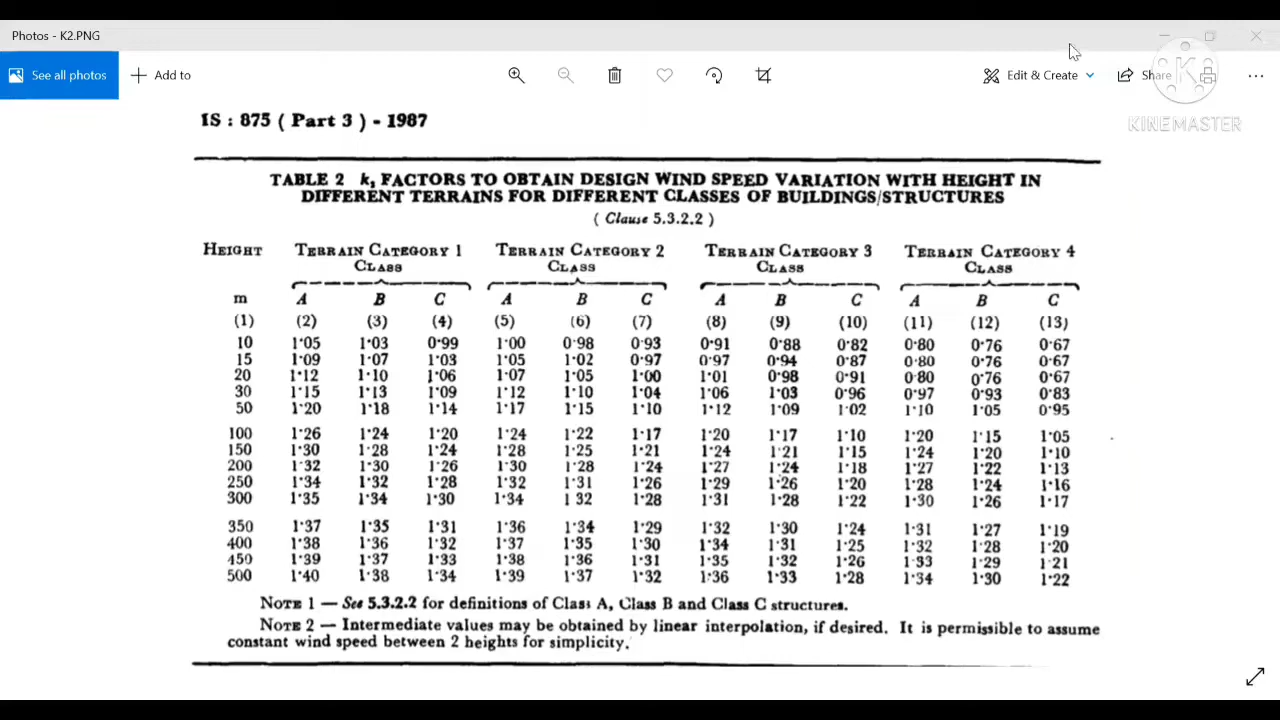 Photos - K2.PNG
See all photos
Add to
Edit & Create
Share
KINEMASTER
IS : 875 ( Part 3 ) - 1987
TABLE 2 k₂ FACTORS TO OBTAIN DESIGN WIND SPEED VARIATION WITH HEIGHT IN
DIFFERENT TERRAINS FOR DIFFERENT CLASSES OF BUILDINGS/STRUCTURES
( Clause 5.3.2.2 )
HEIGHT TERRAIN CATEGORY 1 TERRAIN CATEGORY 2 TERRAIN CATEGORY 3 TERRAIN CATEGORY 4
CLASS CLASS CLASS CLASS
m A B C A B C A B C A B C
(1) (2) (3) (4) (5) (6) (7) (8) (9) (10) (11) (12) (13)
10 1·05 1·03 0·99 1·00 0·98 0·93 0·91 0·88 0·82 0·80 0·76 0·67
15 1·09 1·07 1·03 1·05 1·02 0·97 0·97 0·94 0·87 0·80 0·76 0·67
20 1·12 1·10 1·06 1·07 1·05 1·00 1·01 0·98 0·91 0·80 0·76 0·67
30 1·15 1·13 1·09 1·12 1·10 1·04 1·06 1·03 0·96 0·97 0·93 0·83
50 1·20 1·18 1·14 1·17 1·15 1·10 1·12 1·09 1·02 1·10 1·05 0·95
100 1·26 1·24 1·20 1·24 1·22 1·17 1·20 1·17 1·10 1·20 1·15 1·05
150 1·30 1·28 1·24 1·28 1·25 1·21 1·24 1·21 1·15 1·24 1·20 1·10
200 1·32 1·30 1·26 1·30 1·28 1·24 1·27 1·24 1·18 1·27 1·22 1·13
250 1·34 1·32 1·28 1·32 1·31 1·26 1·29 1·26 1·20 1·28 1·24 1·16
300 1·35 1·34 1·30 1·34 1 32 1·28 1·31 1·28 1·22 1·30 1·26 1·17
350 1·37 1·35 1·31 1·36 1·34 1·29 1·32 1·30 1·24 1·31 1·27 1·19
400 1·38 1·36 1·32 1·37 1·35 1·30 1·34 1·31 1·25 1·32 1·28 1·20
450 1·39 1·37 1·33 1·38 1·36 1·31 1·35 1·32 1·26 1·33 1·29 1·21
500 1·40 1·38 1·34 1·39 1·37 1·32 1·36 1·33 1·28 1·34 1·30 1·22
NOTE 1 — See 5.3.2.2 for definitions of Class A, Class B and Class C structures.
NOTE 2 — Intermediate values may be obtained by linear interpolation, if desired. It is permissible to assume
constant wind speed between 2 heights for simplicity.